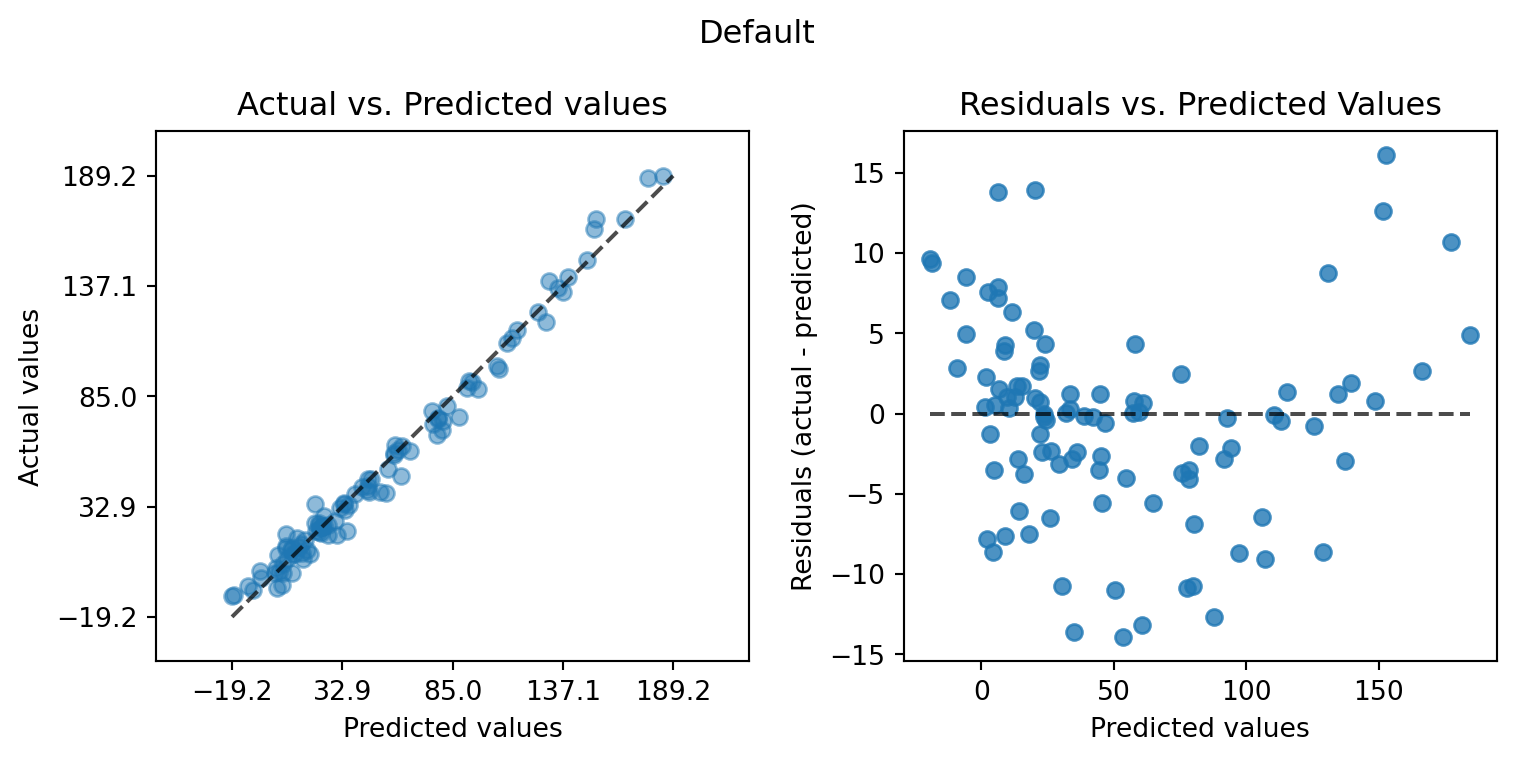 Default
Actual vs. Predicted values
Actual values
189.2
137.1
85.0
32.9
−19.2
−19.2 32.9 85.0 137.1 189.2
Predicted values
Residuals vs. Predicted Values
Residuals (actual - predicted)
15
10
5
0
−5
−10
−15
0 50 100 150
Predicted values